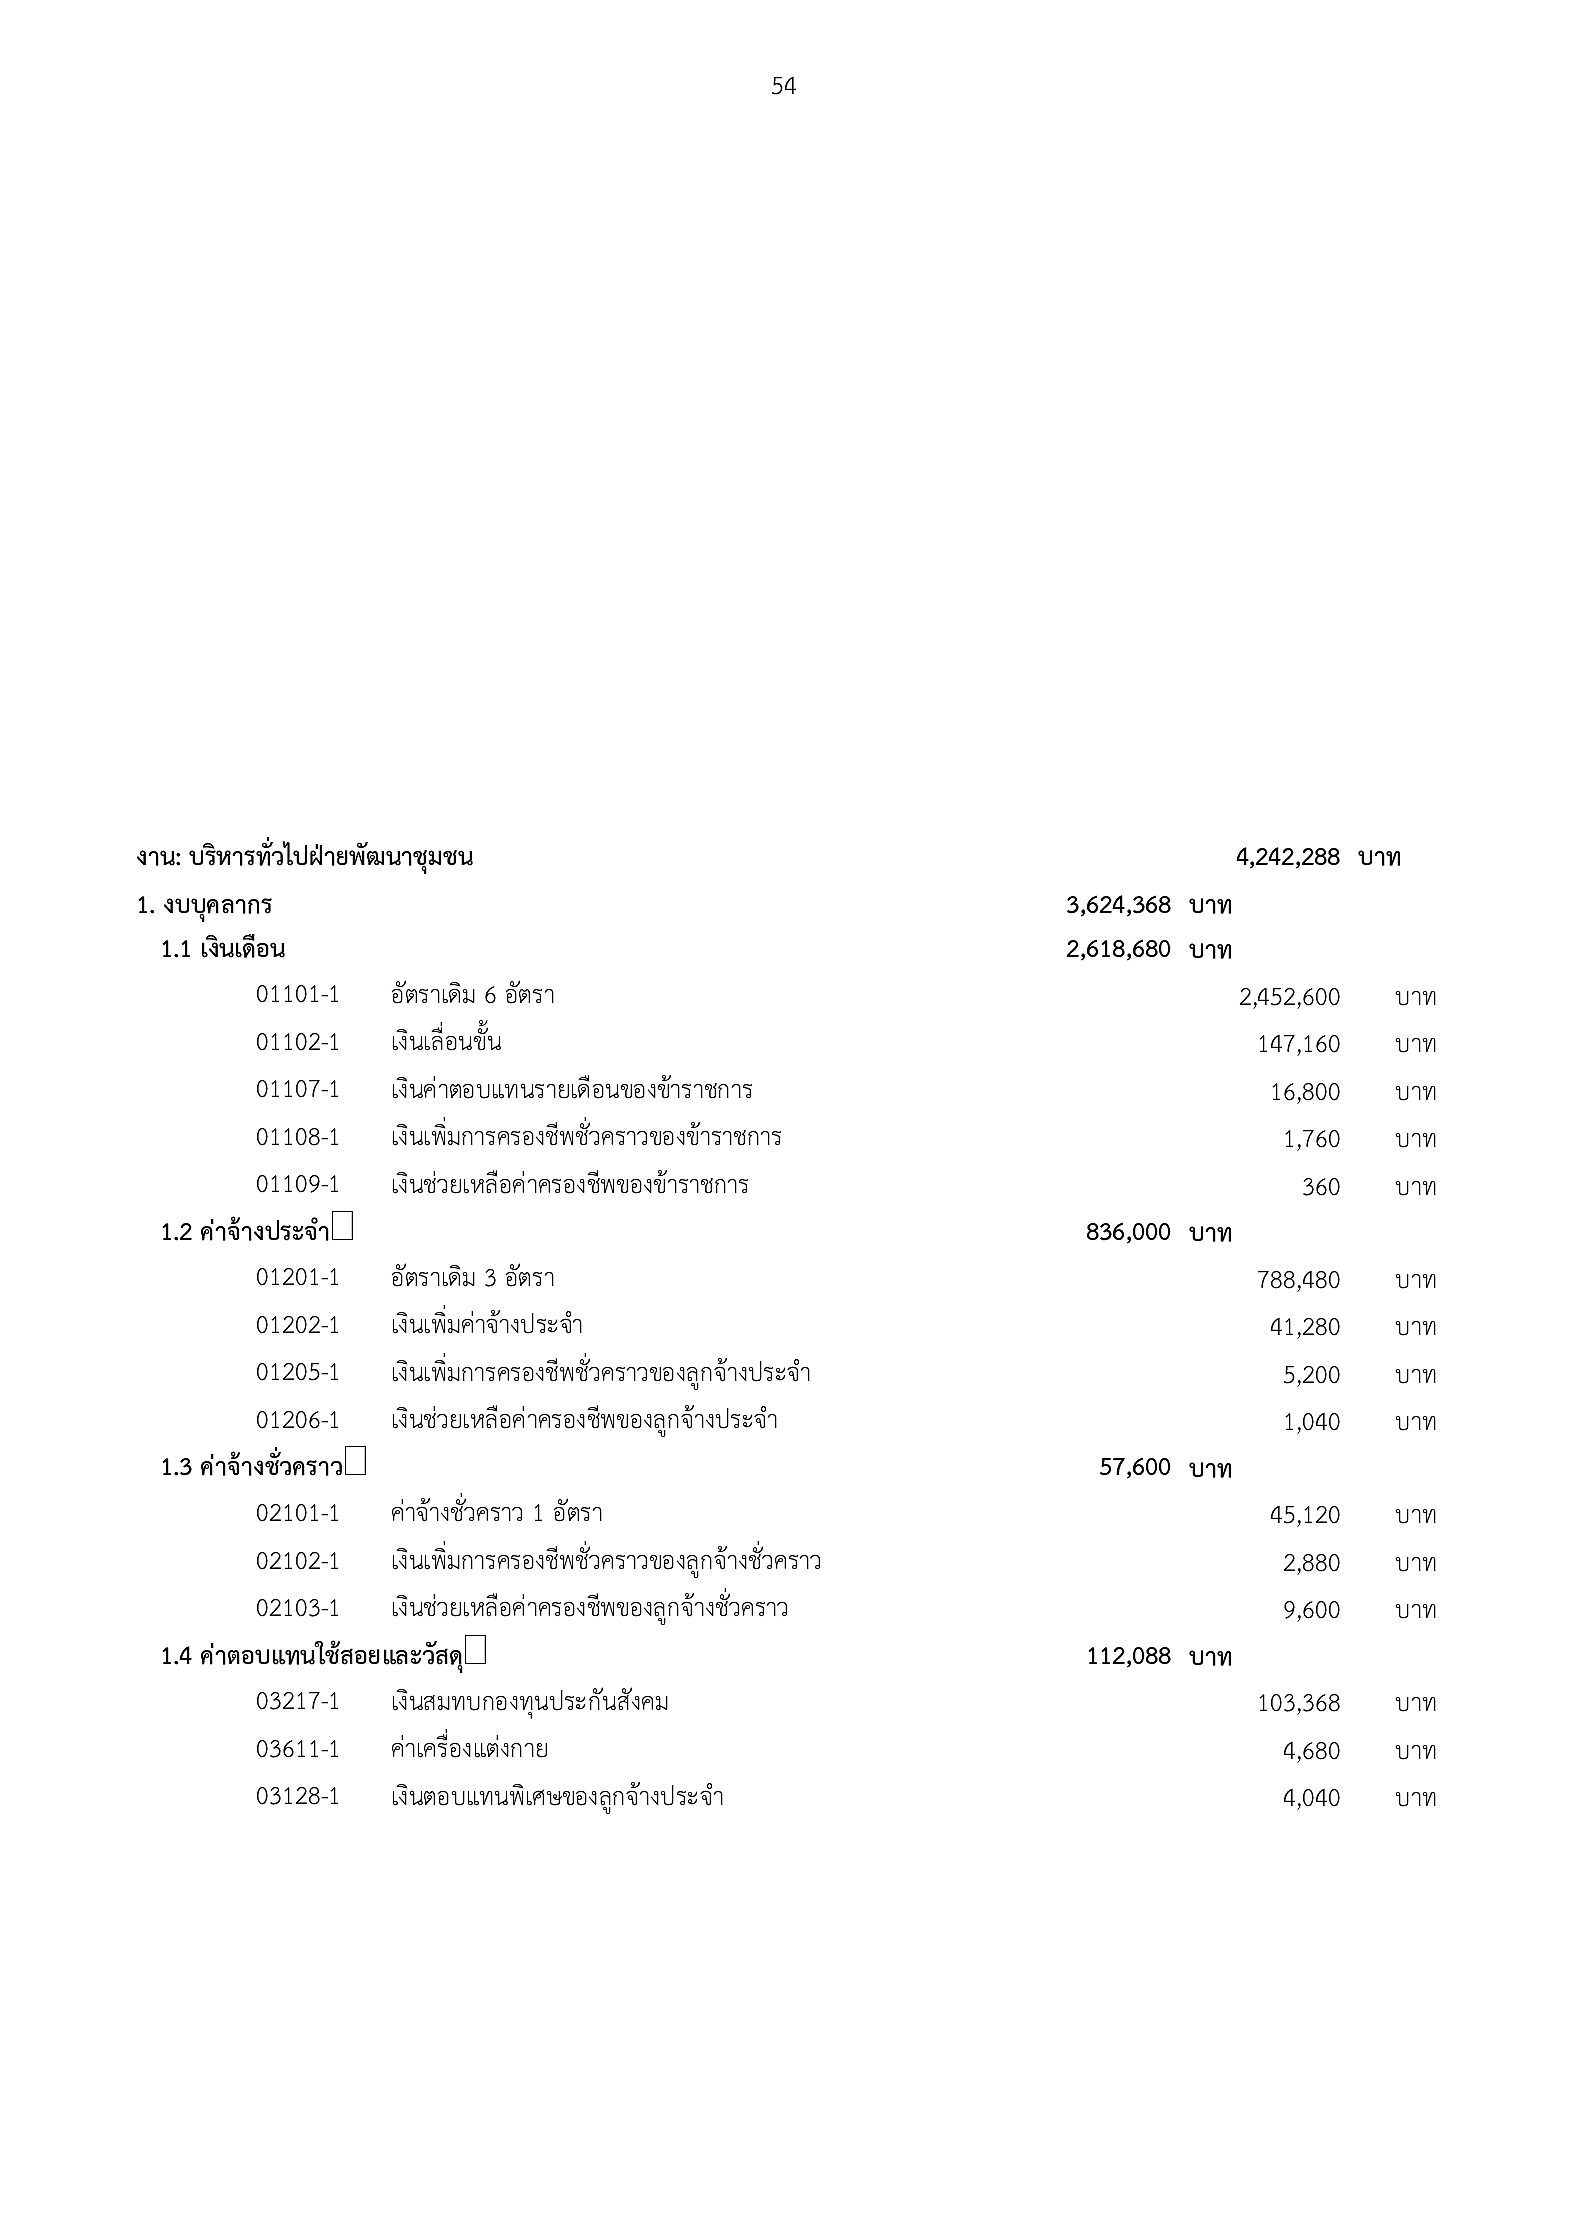 54
งาน: บริหารทั่วไปฝ่ายพัฒนาชุมชน 4,242,288 บาท
1. งบบุคลากร 3,624,368 บาท
1.1 เงินเดือน 2,618,680 บาท
01101-1 อัตราเดิม 6 อัตรา 2,452,600 บาท
01102-1 เงินเลื่อนขั้น 147,160 บาท
01107-1 เงินค่าตอบแทนรายเดือนของข้าราชการ 16,800 บาท
01108-1 เงินเพิ่มการครองชีพชั่วคราวของข้าราชการ 1,760 บาท
01109-1 เงินช่วยเหลือค่าครองชีพของข้าราชการ 360 บาท
1.2 ค่าจ้างประจำ 836,000 บาท
01201-1 อัตราเดิม 3 อัตรา 788,480 บาท
01202-1 เงินเพิ่มค่าจ้างประจำ 41,280 บาท
01205-1 เงินเพิ่มการครองชีพชั่วคราวของลูกจ้างประจำ 5,200 บาท
01206-1 เงินช่วยเหลือค่าครองชีพของลูกจ้างประจำ 1,040 บาท
1.3 ค่าจ้างชั่วคราว 57,600 บาท
02101-1 ค่าจ้างชั่วคราว 1 อัตรา 45,120 บาท
02102-1 เงินเพิ่มการครองชีพชั่วคราวของลูกจ้างชั่วคราว 2,880 บาท
02103-1 เงินช่วยเหลือค่าครองชีพของลูกจ้างชั่วคราว 9,600 บาท
1.4 ค่าตอบแทนใช้สอยและวัสดุ 112,088 บาท
03217-1 เงินสมทบกองทุนประกันสังคม 103,368 บาท
03611-1 ค่าเครื่องแต่งกาย 4,680 บาท
03128-1 เงินตอบแทนพิเศษของลูกจ้างประจำ 4,040 บาท